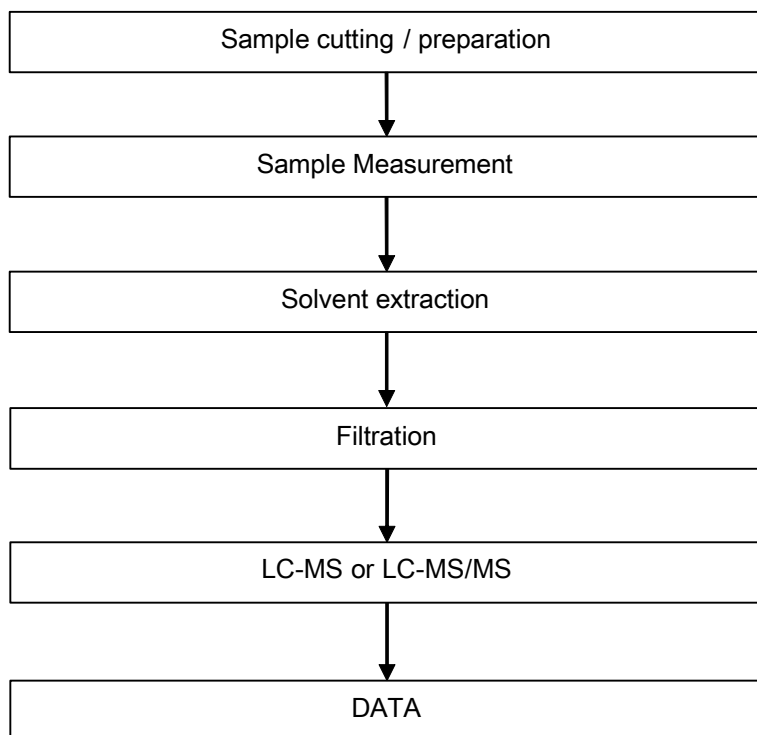 Sample cutting / preparation
Sample Measurement
Solvent extraction
Filtration
LC-MS or LC-MS/MS
DATA